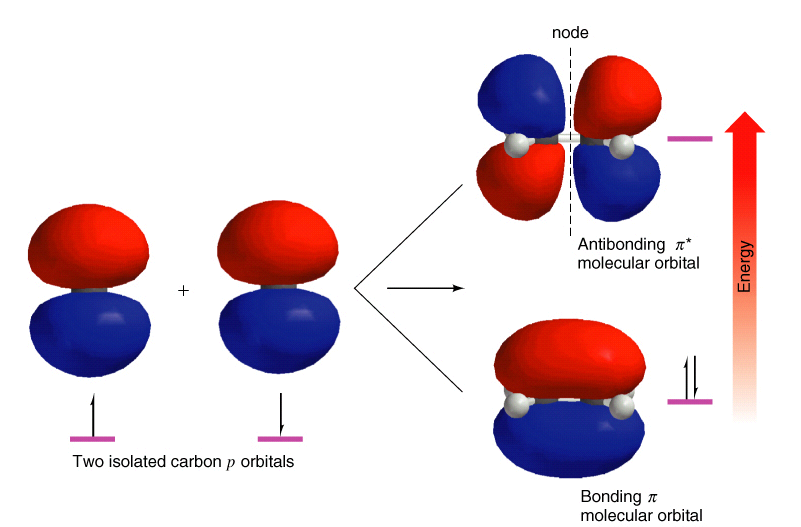 node
Antibonding π*
molecular orbital
Energy
+
Two isolated carbon p orbitals
Bonding π
molecular orbital